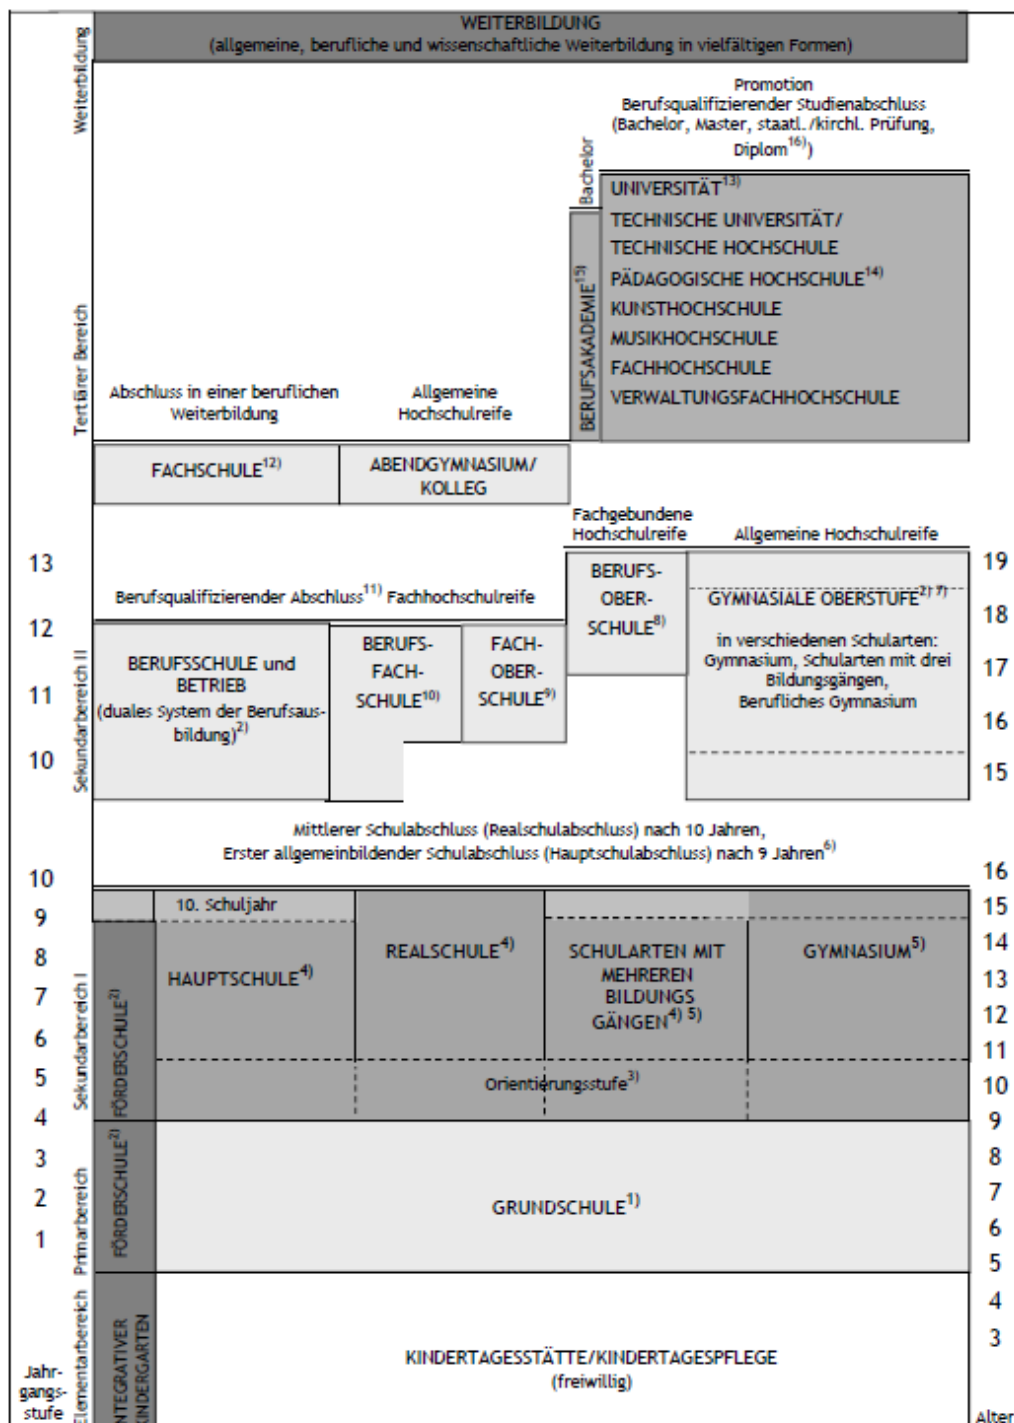 WEITERBILDUNG
(allgemeine, berufliche und wissenschaftliche Weiterbildung in vielfältigen Formen)
Weiterbildung
Promotion
Berufsqualifizierender Studienabschluss
(Bachelor, Master, staatl./kirchl. Prüfung,
Diplom16))
Bachelor
UNIVERSITÄT13)
TECHNISCHE UNIVERSITÄT/
TECHNISCHE HOCHSCHULE
PÄDAGOGISCHE HOCHSCHULE14)
KUNSTHOCHSCHULE
MUSIKHOCHSCHULE
FACHHOCHSCHULE
VERWALTUNGSFACHHOCHSCHULE
BERUFSAKADEMIE15)
Tertiärer Bereich
Abschluss in einer beruflichen
Weiterbildung
Allgemeine
Hochschulreife
FACHSCHULE12)
ABENDGYMNASIUM/
KOLLEG
Fachgebundene
Hochschulreife
Allgemeine Hochschulreife
13
12
11
10
Sekundarbereich II
Berufsqualifizierender Abschluss11) Fachhochschulreife
BERUFSSCHULE und
BETRIEB
(duales System der Berufsaus-
bildung)2)
BERUFS-
FACH-
SCHULE10)
FACH-
OBER-
SCHULE9)
BERUFS-
OBER-
SCHULE8)
GYMNASIALE OBERSTUFE2) 7)
in verschiedenen Schularten:
Gymnasium, Schularten mit drei
Bildungsgängen,
Berufliches Gymnasium
19
18
17
16
15
Mittlerer Schulabschluss (Realschulabschluss) nach 10 Jahren,
Erster allgemeinbildender Schulabschluss (Hauptschulabschluss) nach 9 Jahren6)
10
9
8
7
6
5
4
3
2
1
Sekundarbereich I
Primarbereich
FÖRDERSCHULE2)
FÖRDERSCHULE2)
10. Schuljahr
HAUPTSCHULE4)
REALSCHULE4)
SCHULARTEN MIT
MEHREREN
BILDUNGS
GÄNGEN4) 5)
GYMNASIUM5)
Orientierungsstufe3)
GRUNDSCHULE1)
16
15
14
13
12
11
10
9
8
7
6
5
4
3
Elementarbereich
INTEGRATIVER
KINDERGARTEN
KINDERTAGESSTÄTTE/KINDERTAGESPFLEGE
(freiwillig)
Jahr-
gangs-
stufe
Alter